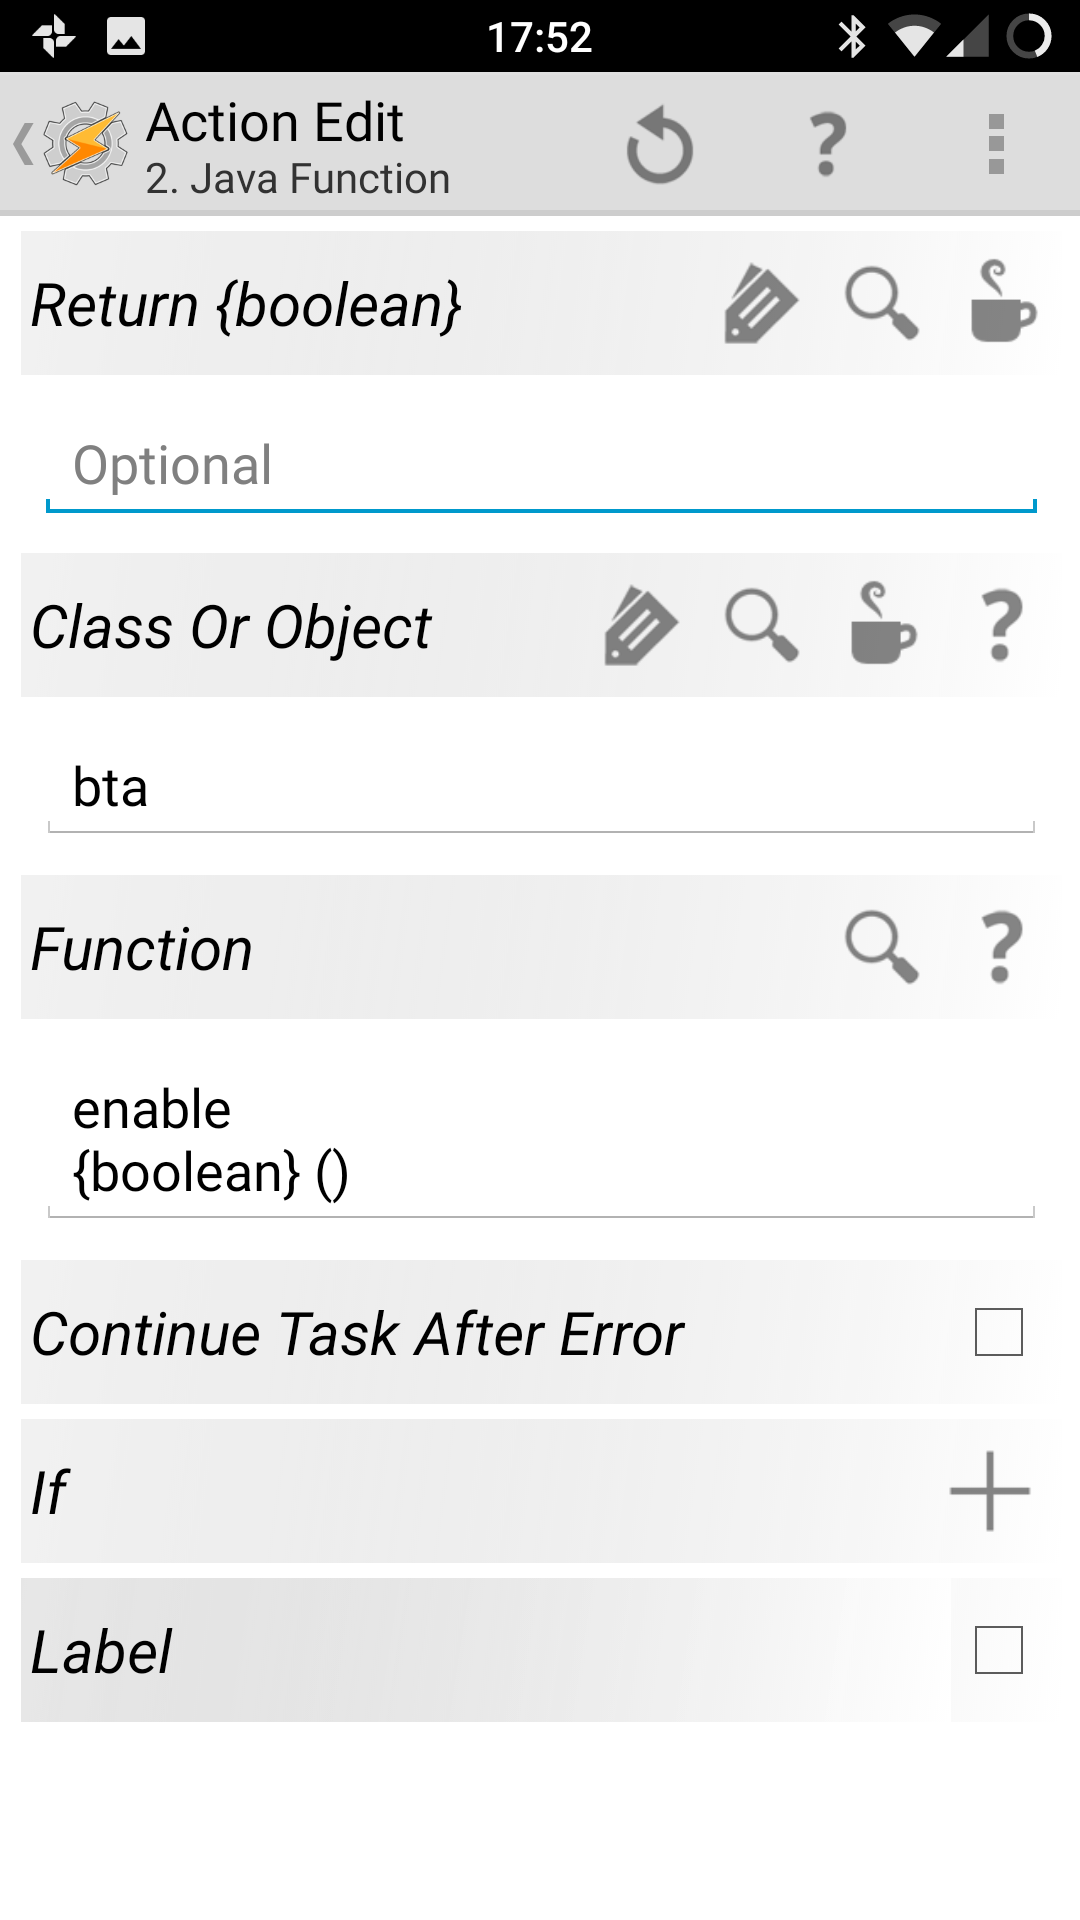 17:52
Action Edit
2. Java Function
Return {boolean}
Optional
Class Or Object
bta
Function
enable
{boolean} ()
Continue Task After Error
If
Label